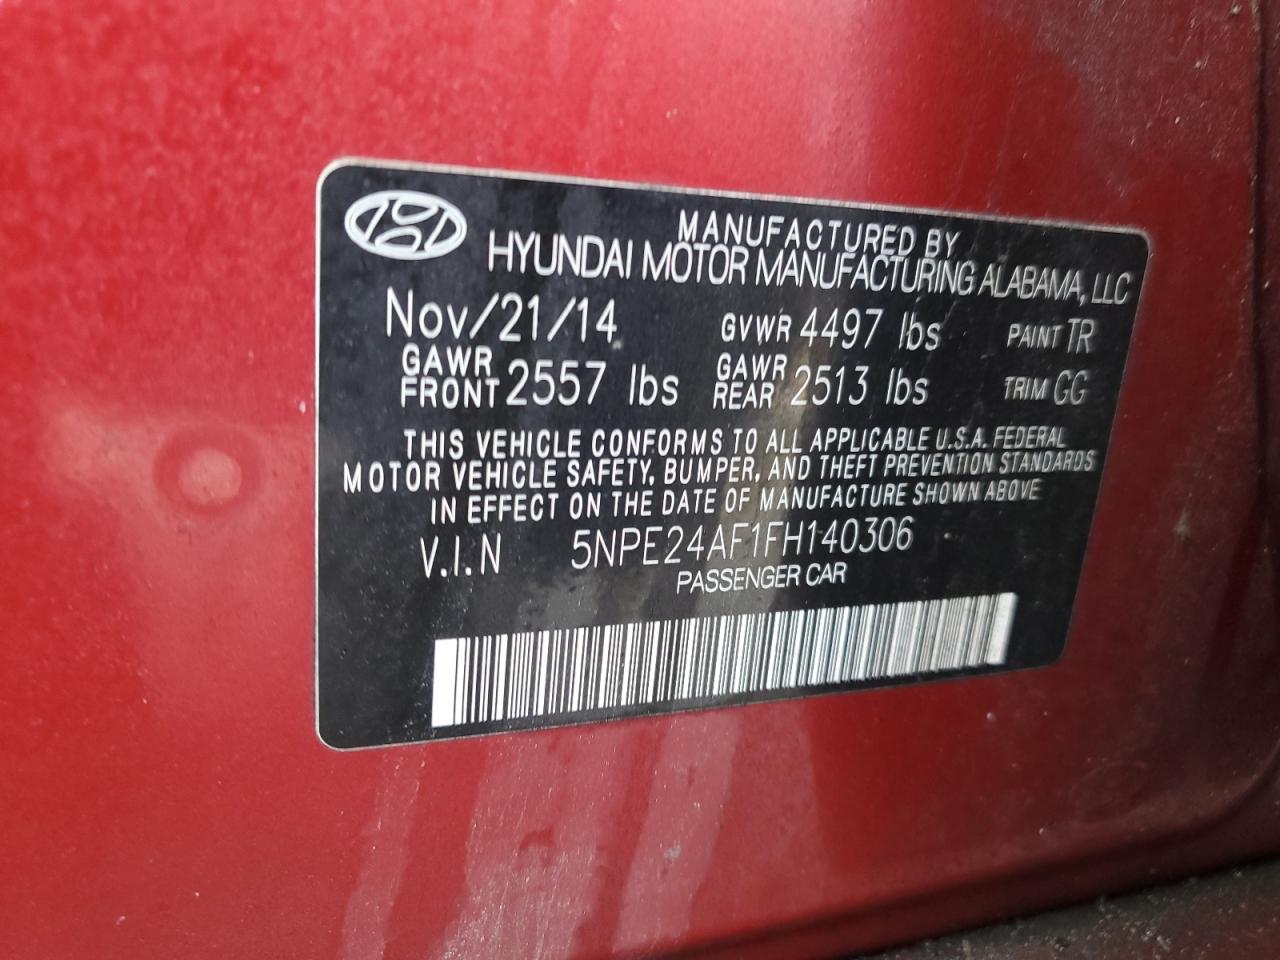 MANUFACTURED BY
HYUNDAI MOTOR MANUFACTURING ALABAMA, LLC
Nov/21/14 GVWR 4497 lbs PAINT TR
GAWR FRONT 2557 lbs GAWR REAR 2513 lbs TRIM GG
THIS VEHICLE CONFORMS TO ALL APPLICABLE U.S.A. FEDERAL
MOTOR VEHICLE SAFETY, BUMPER, AND THEFT PREVENTION STANDARDS
IN EFFECT ON THE DATE OF MANUFACTURE SHOWN ABOVE
V.I.N 5NPE24AF1FH140306
PASSENGER CAR